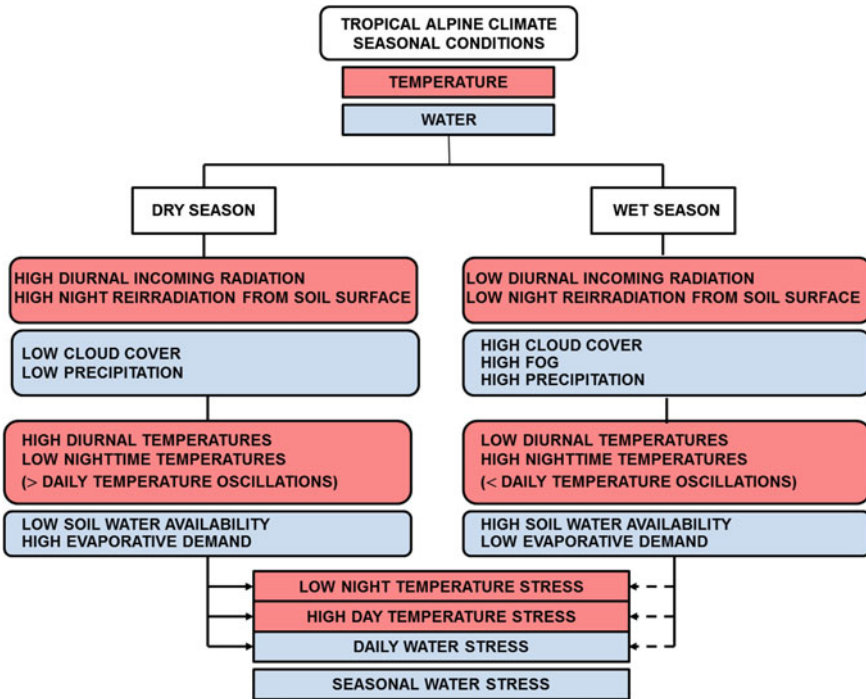 TROPICAL ALPINE CLIMATE
SEASONAL CONDITIONS
TEMPERATURE
WATER
DRY SEASON
WET SEASON
HIGH DIURNAL INCOMING RADIATION
HIGH NIGHT REIRRADIATION FROM SOIL SURFACE
LOW DIURNAL INCOMING RADIATION
LOW NIGHT REIRRADIATION FROM SOIL SURFACE
LOW CLOUD COVER
LOW PRECIPITATION
HIGH CLOUD COVER
HIGH FOG
HIGH PRECIPITATION
HIGH DIURNAL TEMPERATURES
LOW NIGHTTIME TEMPERATURES
(> DAILY TEMPERATURE OSCILLATIONS)
LOW DIURNAL TEMPERATURES
HIGH NIGHTTIME TEMPERATURES
(< DAILY TEMPERATURE OSCILLATIONS)
LOW SOIL WATER AVAILABILITY
HIGH EVAPORATIVE DEMAND
HIGH SOIL WATER AVAILABILITY
LOW EVAPORATIVE DEMAND
LOW NIGHT TEMPERATURE STRESS
HIGH DAY TEMPERATURE STRESS
DAILY WATER STRESS
SEASONAL WATER STRESS